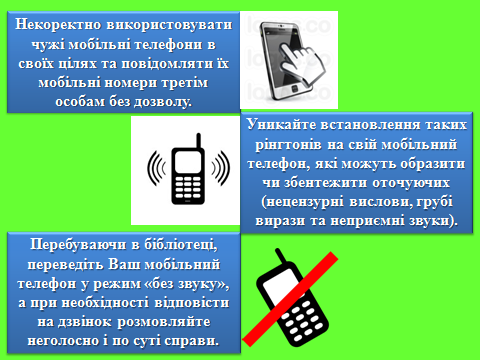 Некоректно використовувати
чужі мобільні телефони в
своїх цілях та повідомляти їх
мобільні номери третім
особам без дозволу.
Уникайте встановлення таких
рінгтонів на свій мобільний
телефон, які можуть образити
чи збентежити оточуючих
(нецензурні вислови, грубі
вирази та неприємні звуки).
Перебуваючи в бібліотеці,
переведіть Ваш мобільний
телефон у режим «без звуку»,
а при необхідності відповісти
на дзвінок розмовляйте
неголосно і по суті справи.